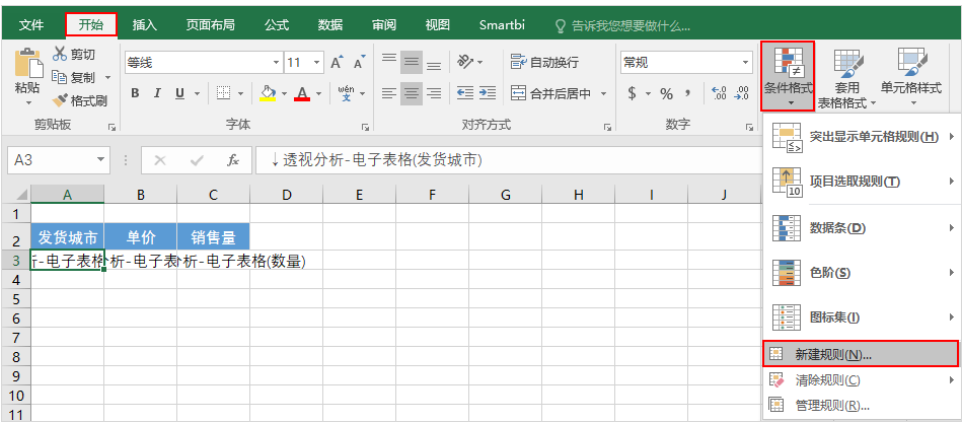 文件 开始 插入 页面布局 公式 数据 审阅 视图 Smartbi 告诉我您想要做什么...
剪切
复制
格式刷
粘贴
剪贴板
等线 11 A A
B I U A wén 文
字体
自动换行
合并后居中
对齐方式
常规
$ % , .0 .00 .00 .0
数字
条件格式
套用
表格格式
单元格样式
A3 fx ↓透视分析-电子表格(发货城市)
A B C D E F G H I J
1
2 发货城市 单价 销售量
3 -电子表格 析-电子表 析-电子表格(数量)
4
5
6
7
8
9
10
11
突出显示单元格规则(H)
项目选取规则(T)
10
数据条(D)
色阶(S)
图标集(I)
新建规则(N)...
清除规则(C)
管理规则(R)...